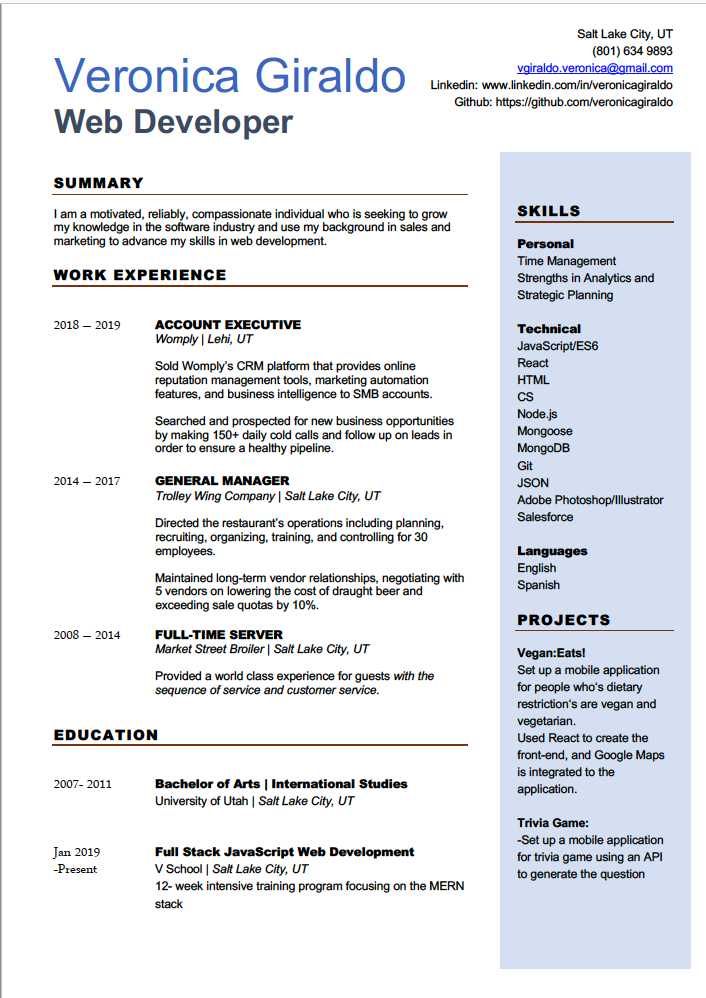 Salt Lake City, UT
(801) 634 9893
vgiraldo.veronica@gmail.com
Linkedin: www.linkedin.com/in/veronicagiraldo
Github: https://github.com/veronicagiraldo
Veronica Giraldo
Web Developer
SUMMARY
I am a motivated, reliably, compassionate individual who is seeking to grow
my knowledge in the software industry and use my background in sales and
marketing to advance my skills in web development.
WORK EXPERIENCE
2018 – 2019
ACCOUNT EXECUTIVE
Womply | Lehi, UT
Sold Womply's CRM platform that provides online
reputation management tools, marketing automation
features, and business intelligence to SMB accounts.
Searched and prospected for new business opportunities
by making 150+ daily cold calls and follow up on leads in
order to ensure a healthy pipeline.
2014 – 2017
GENERAL MANAGER
Trolley Wing Company | Salt Lake City, UT
Directed the restaurant's operations including planning,
recruiting, organizing, training, and controlling for 30
employees.
Maintained long-term vendor relationships, negotiating with
5 vendors on lowering the cost of draught beer and
exceeding sale quotas by 10%.
2008 – 2014
FULL-TIME SERVER
Market Street Broiler | Salt Lake City, UT
Provided a world class experience for guests with the
sequence of service and customer service.
EDUCATION
2007- 2011
Bachelor of Arts | International Studies
University of Utah | Salt Lake City, UT
Jan 2019
-Present
Full Stack JavaScript Web Development
V School | Salt Lake City, UT
12- week intensive training program focusing on the MERN
stack
SKILLS
Personal
Time Management
Strengths in Analytics and
Strategic Planning
Technical
JavaScript/ES6
React
HTML
CS
Node.js
Mongoose
MongoDB
Git
JSON
Adobe Photoshop/Illustrator
Salesforce
Languages
English
Spanish
PROJECTS
Vegan:Eats!
Set up a mobile application
for people who's dietary
restriction's are vegan and
vegetarian.
Used React to create the
front-end, and Google Maps
is integrated to the
application.
Trivia Game:
-Set up a mobile application
for trivia game using an API
to generate the question